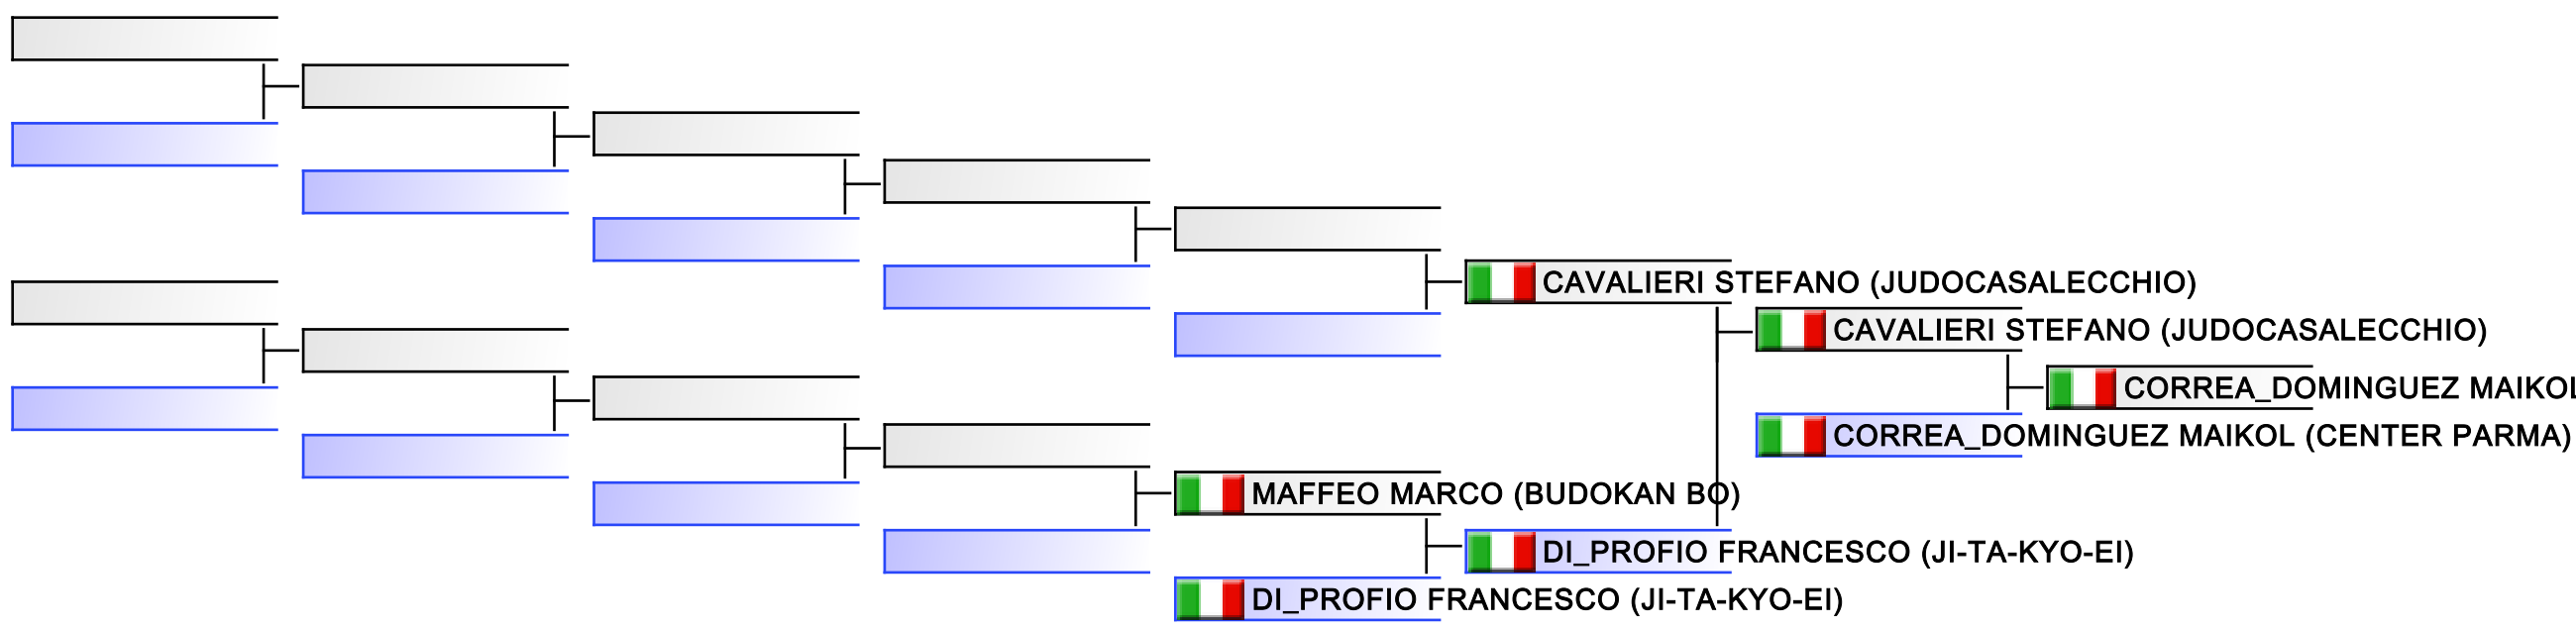 CAVALIERI STEFANO (JUDOCASALECCHIO)
CAVALIERI STEFANO (JUDOCASALECCHIO)
CORREA_DOMINGUEZ MAIKOL
CORREA_DOMINGUEZ MAIKOL (CENTER PARMA)
MAFFEO MARCO (BUDOKAN BO)
DI_PROFIO FRANCESCO (JI-TA-KYO-EI)
DI_PROFIO FRANCESCO (JI-TA-KYO-EI)